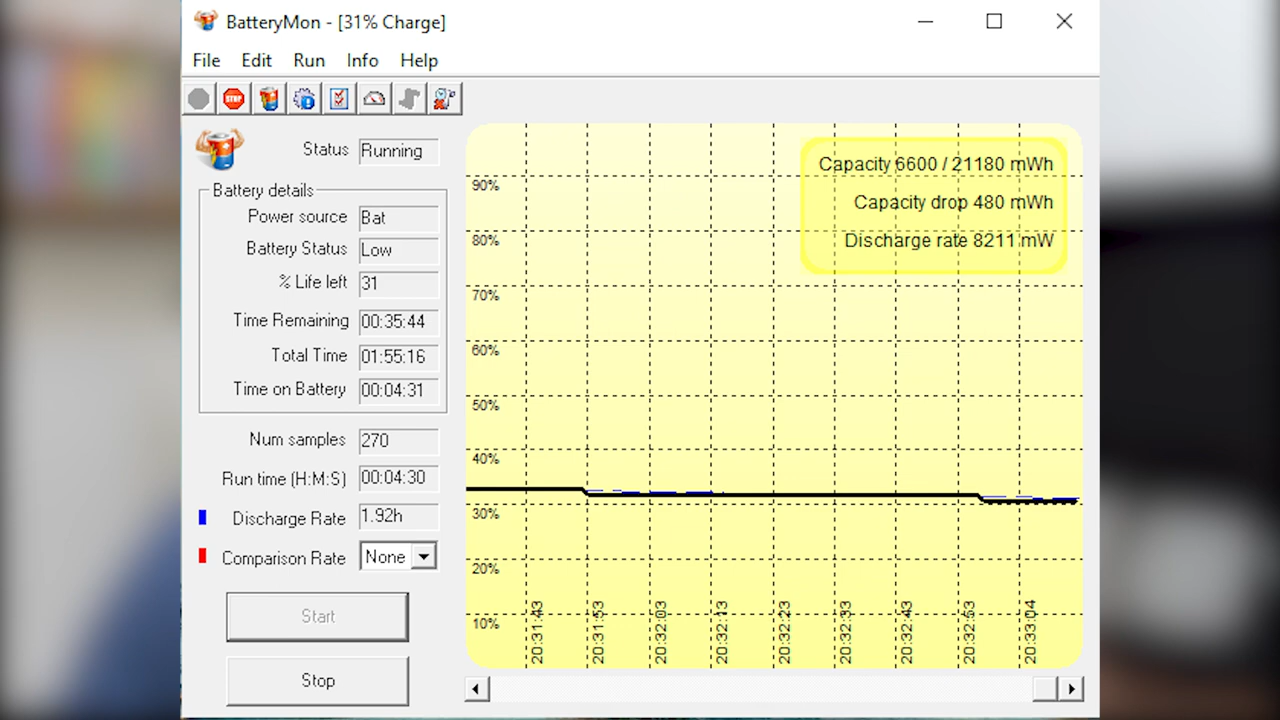 BatteryMon - [31% Charge]
File Edit Run Info Help
STOP
Status Running
Battery details
Power source Bat
Battery Status Low
% Life left 31
Time Remaining 00:35:44
Total Time 01:55:16
Time on Battery 00:04:31
Num samples 270
Run time (H:M:S) 00:04:30
Discharge Rate 1.92h
Comparison Rate None
Start
Stop
Capacity 6600 / 21180 mWh
Capacity drop 480 mWh
Discharge rate 8211 mW
90%
80%
70%
60%
50%
40%
30%
20%
10%
20:31:43
20:31:53
20:32:03
20:32:13
20:32:23
20:32:33
20:32:43
20:32:53
20:33:04